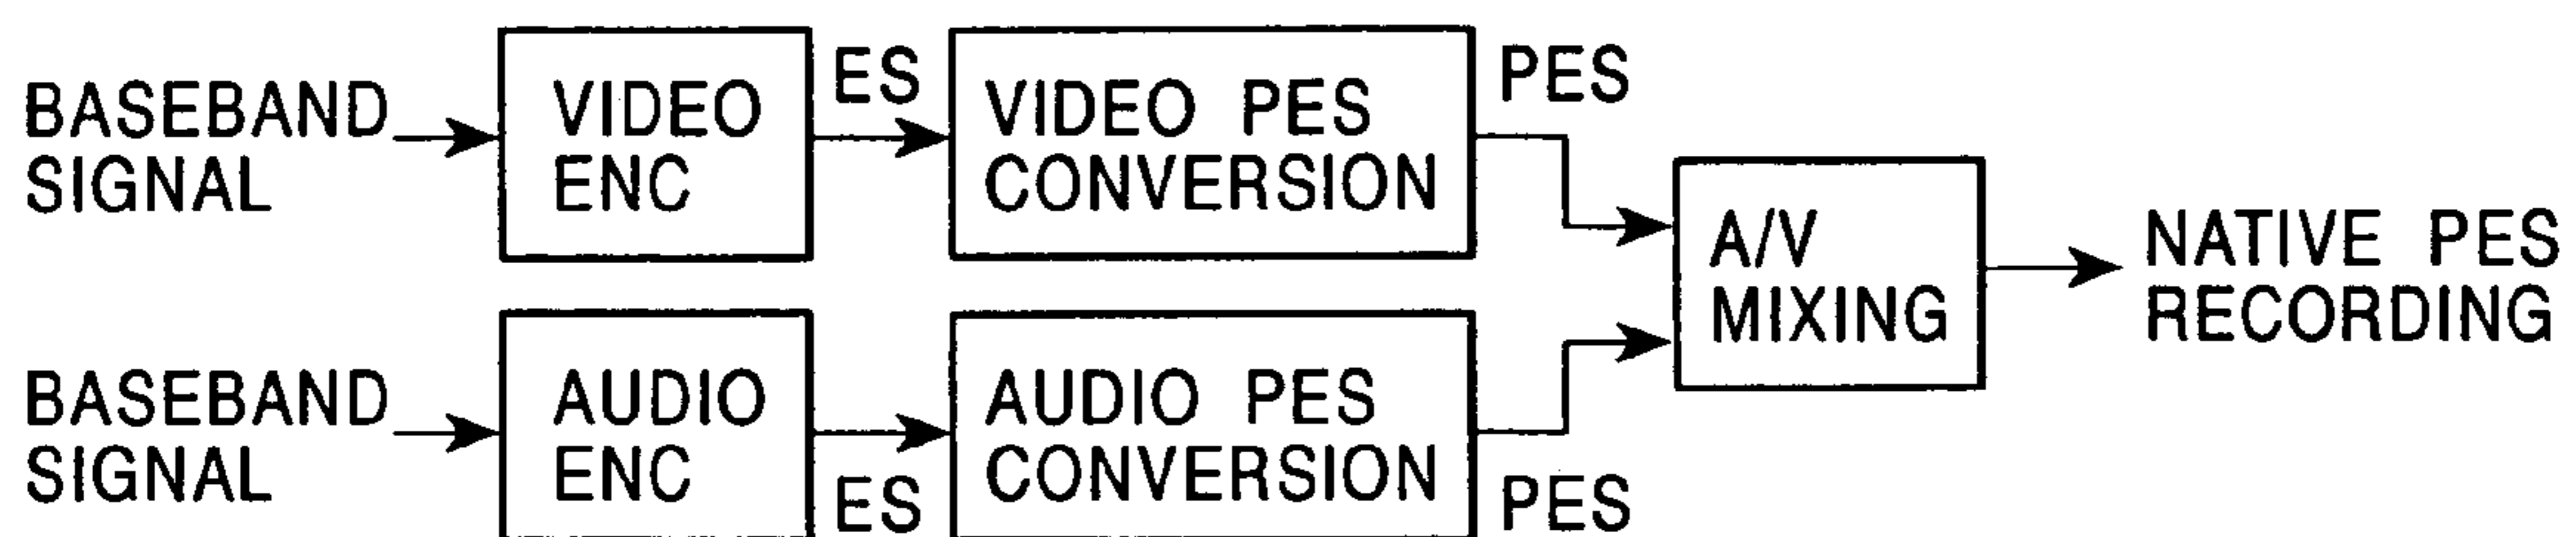 BASEBAND
SIGNAL
VIDEO
ENC
ES
VIDEO PES
CONVERSION
PES
BASEBAND
SIGNAL
AUDIO
ENC
ES
AUDIO PES
CONVERSION
PES
A/V
MIXING
NATIVE PES
RECORDING